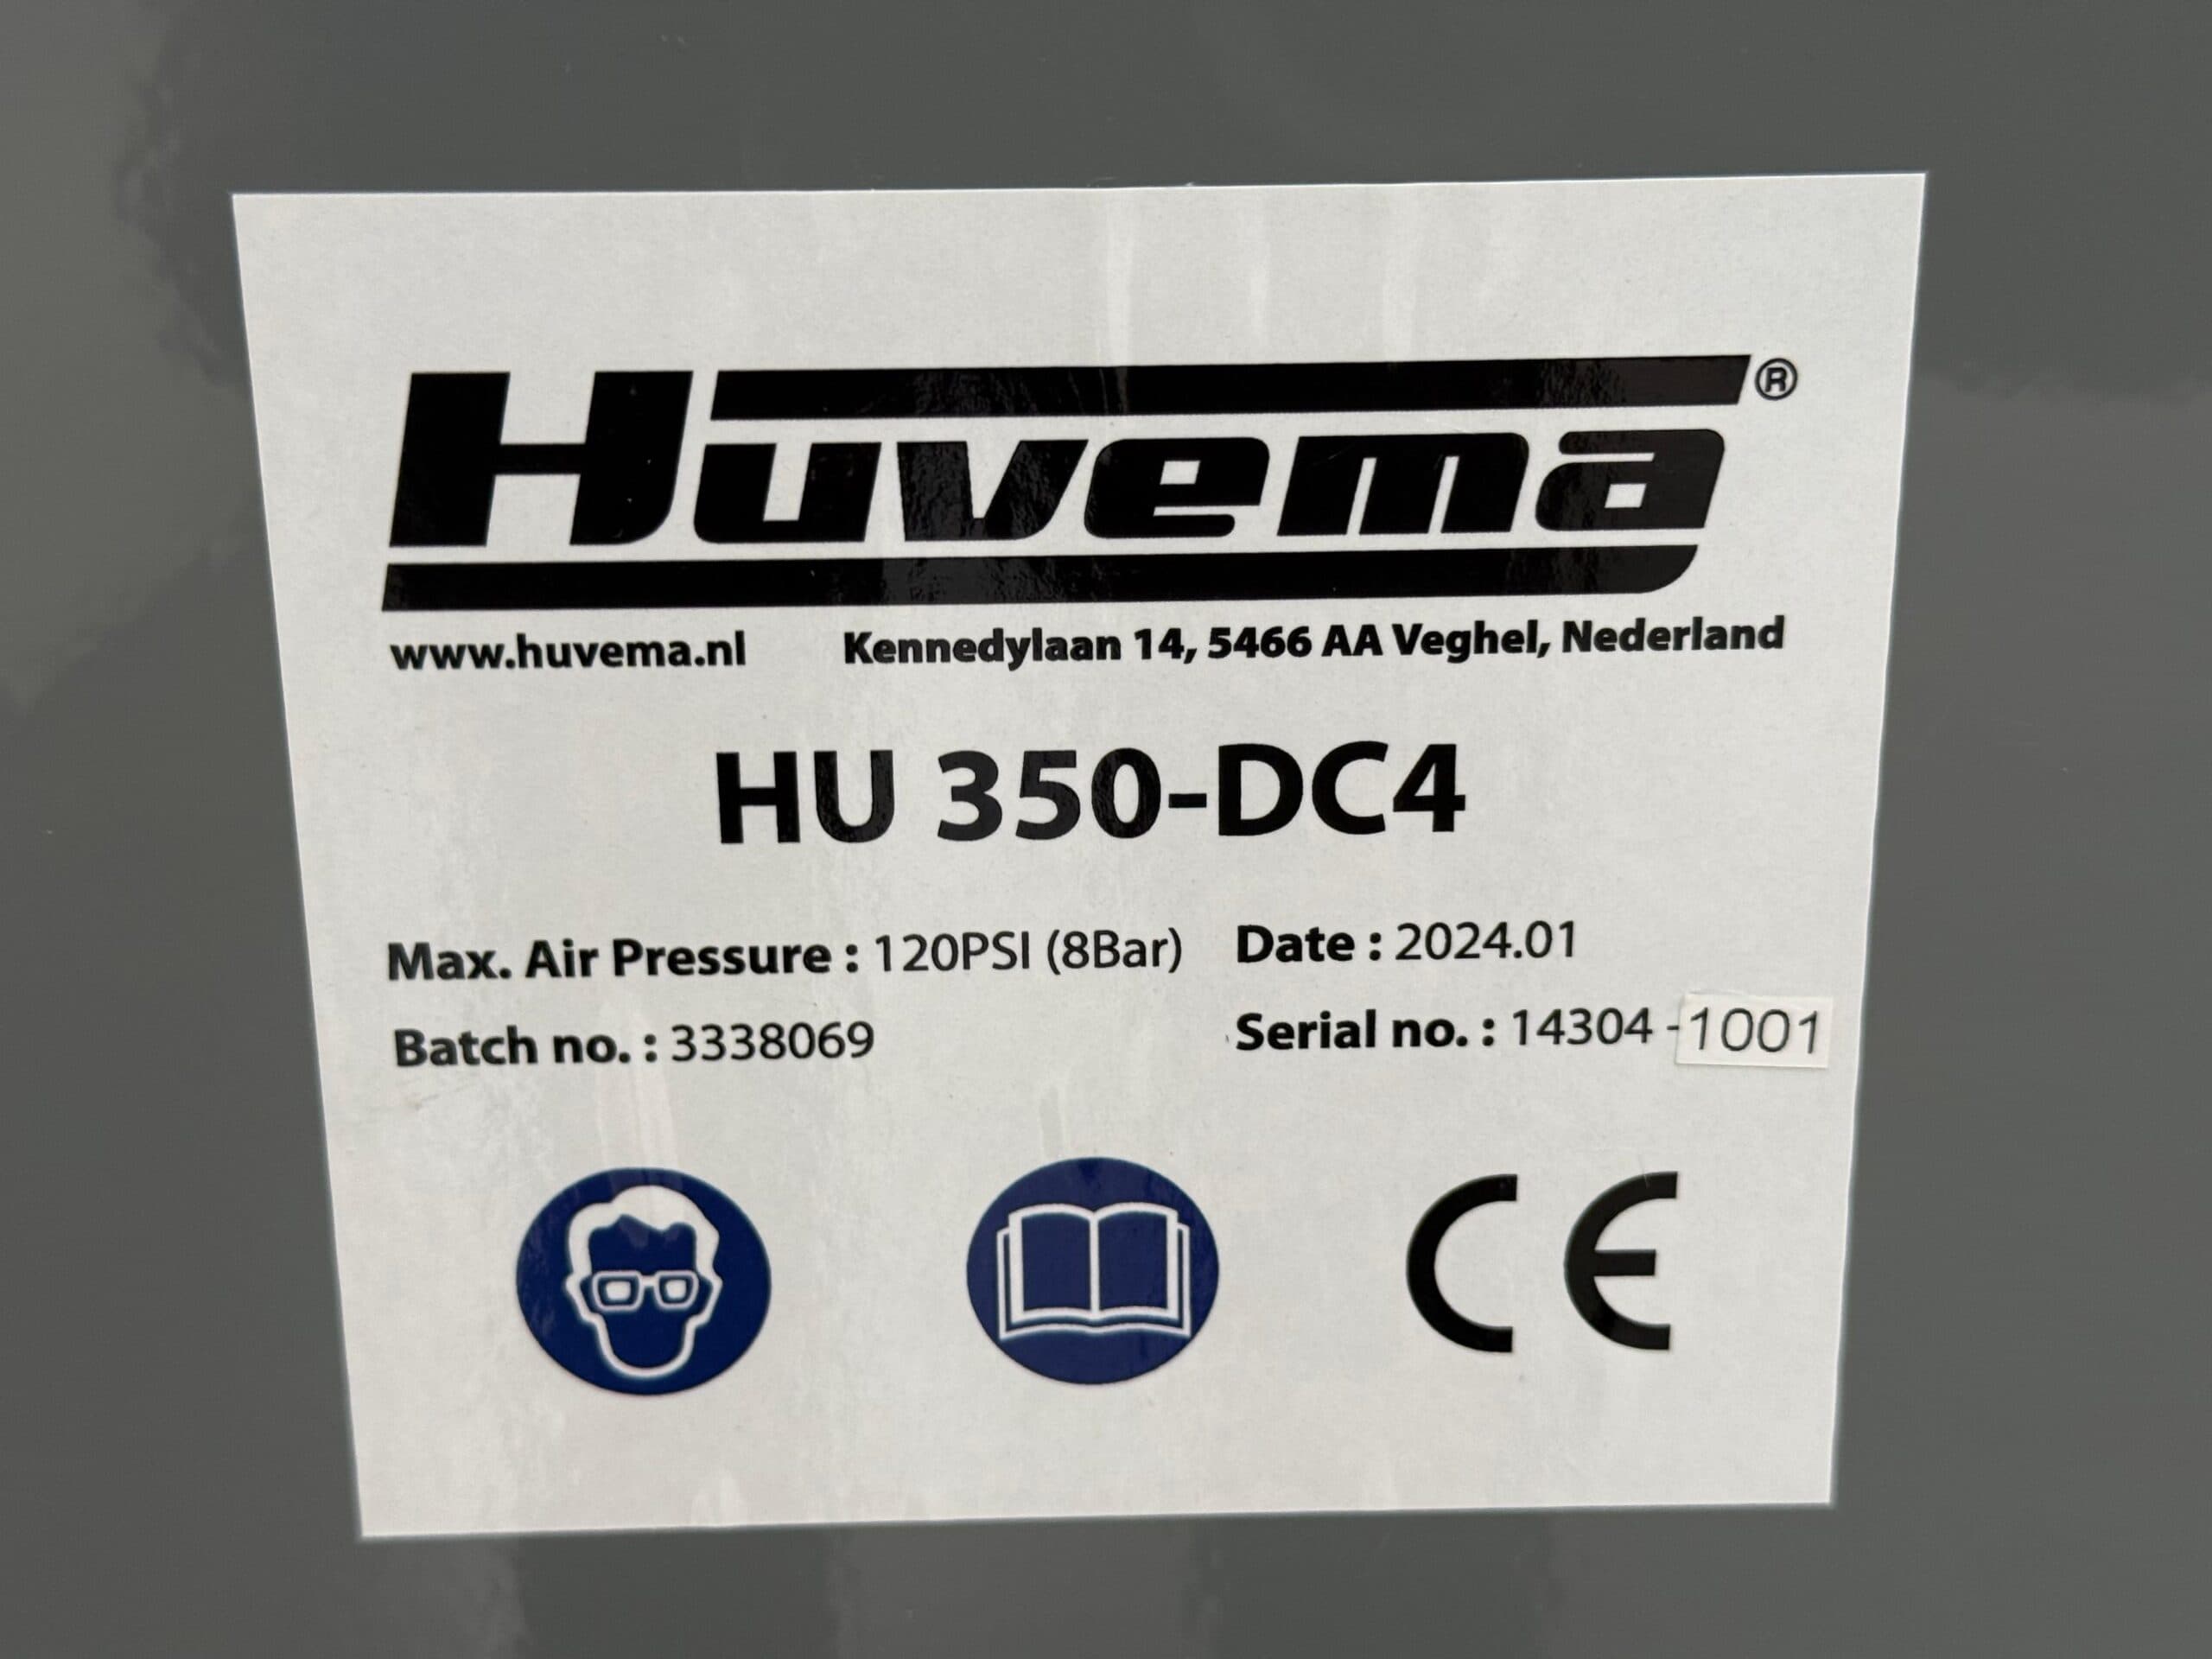 Huvema®
www.huvema.nl Kennedylaan 14, 5466 AA Veghel, Nederland
HU 350-DC4
Max. Air Pressure : 120PSI (8Bar) Date : 2024.01
Batch no. : 3338069 Serial no. : 14304 -1001
CE